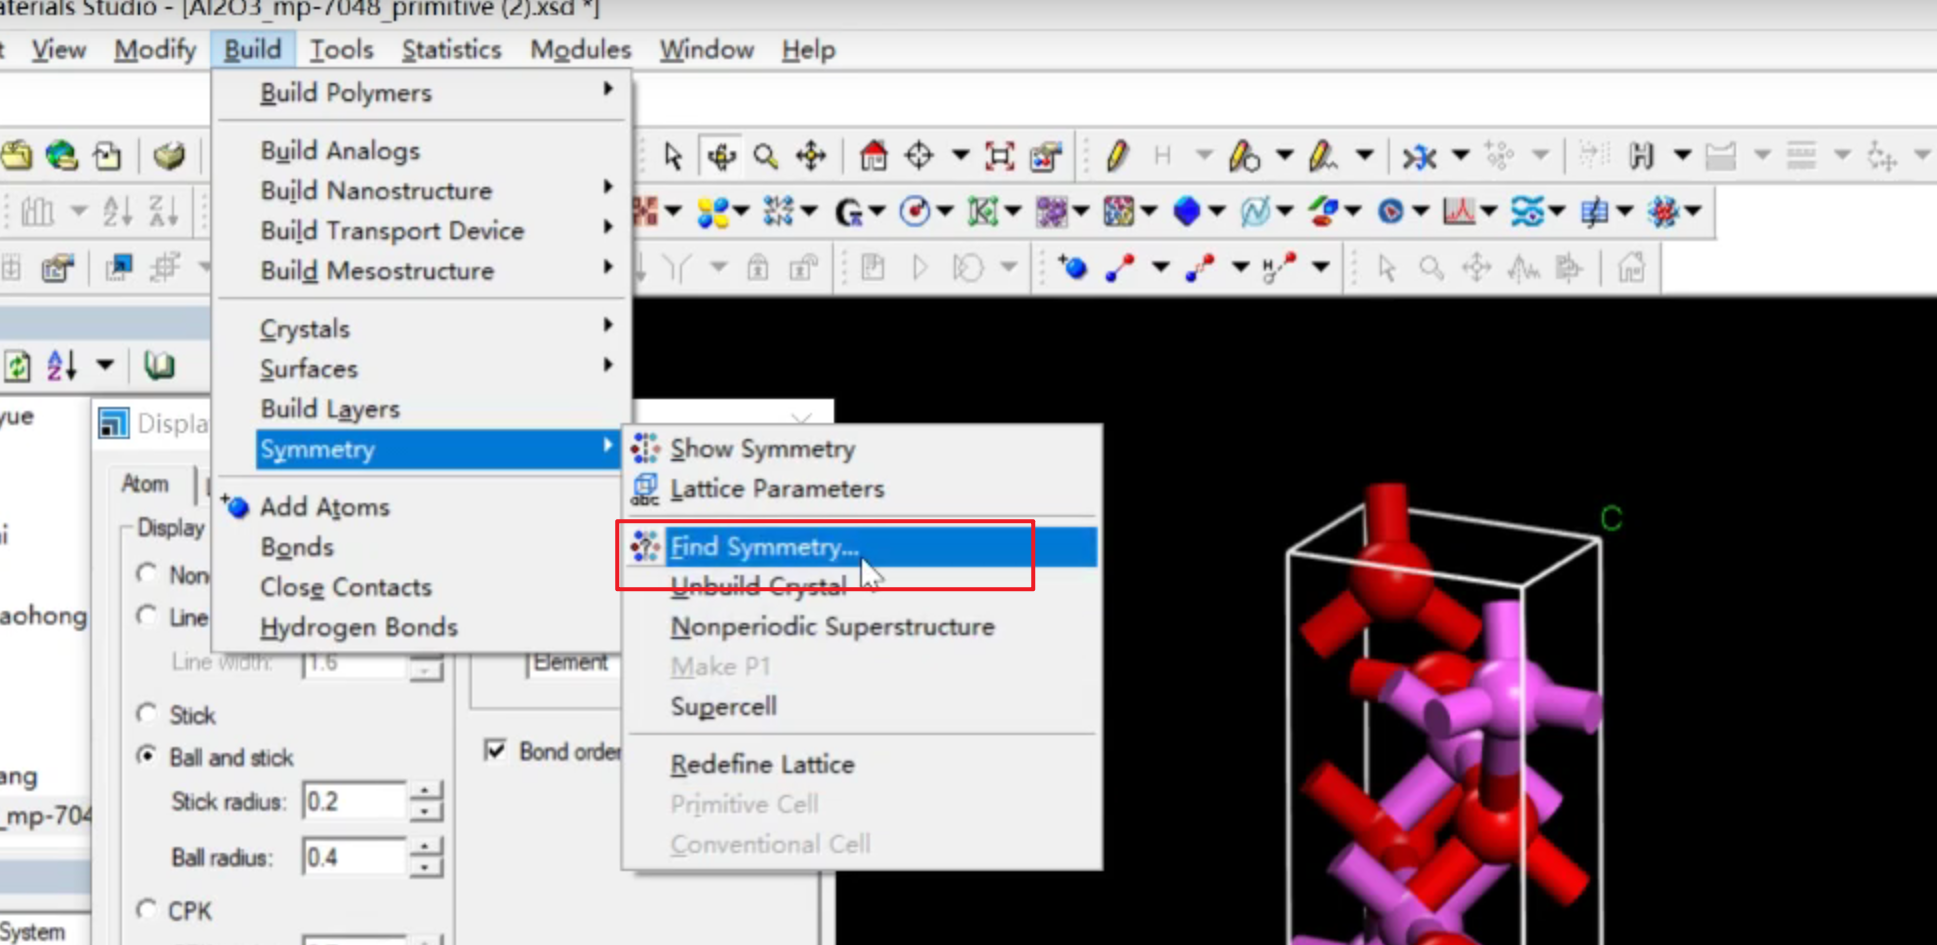 aterials Studio - [Al2O3_mp-7048_primitive (2).xsd *]
t View Modify Build Tools Statistics Modules Window Help
Build Polymers
Build Analogs
Build Nanostructure
Build Transport Device
Build Mesostructure
Crystals
Surfaces
Build Layers
Symmetry
Add Atoms
Bonds
Close Contacts
Hydrogen Bonds
Show Symmetry
Lattice Parameters
Find Symmetry...
Unbuild Crystal
Nonperiodic Superstructure
Make P1
Supercell
Redefine Lattice
Primitive Cell
Conventional Cell
yue
i
aohong
ang
_mp-704
System
Displa
Atom
Display
Non
Line
Line width: 1.6
Stick
Ball and stick
Stick radius: 0.2
Ball radius: 0.4
CPK
Element
Bond order
C